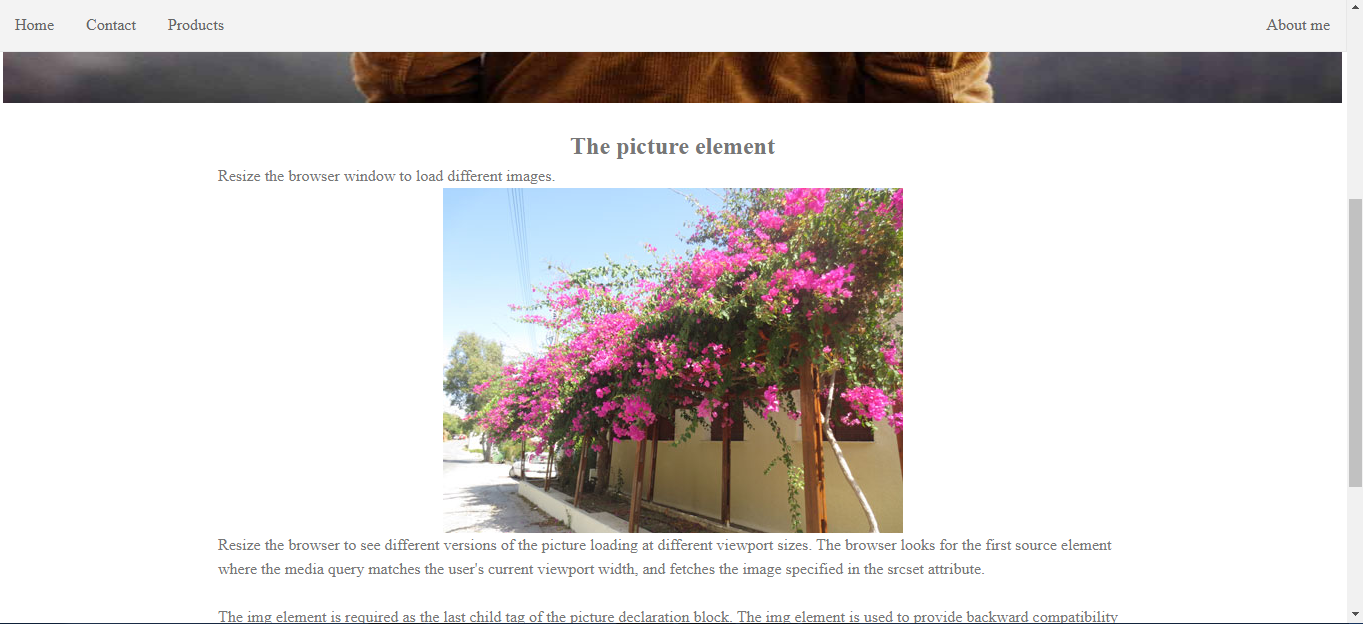 Home Contact Products About me
The picture element
Resize the browser window to load different images.
Resize the browser to see different versions of the picture loading at different viewport sizes. The browser looks for the first source element
where the media query matches the user's current viewport width, and fetches the image specified in the srcset attribute.
The img element is required as the last child tag of the picture declaration block. The img element is used to provide backward compatibility